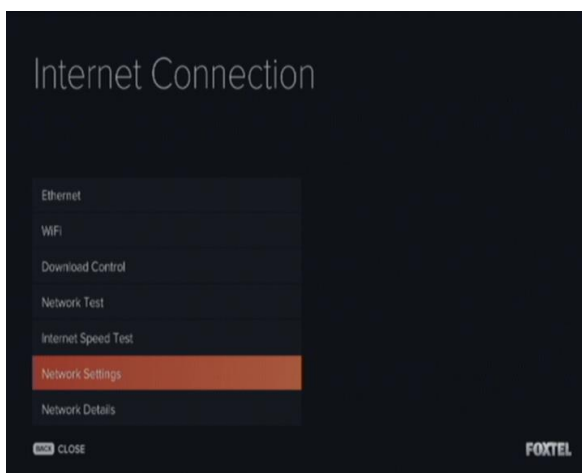 Internet Connection
Ethernet
WiFi
Download Control
Network Test
Internet Speed Test
Network Settings
Network Details
BACK CLOSE
FOXTEL